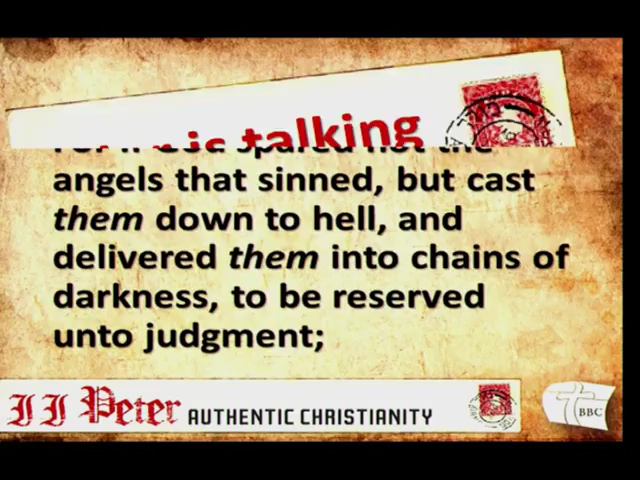 is talking
angels that sinned, but cast
them down to hell, and
delivered them into chains of
darkness, to be reserved
unto judgment;
II Peter AUTHENTIC CHRISTIANITY
BBC